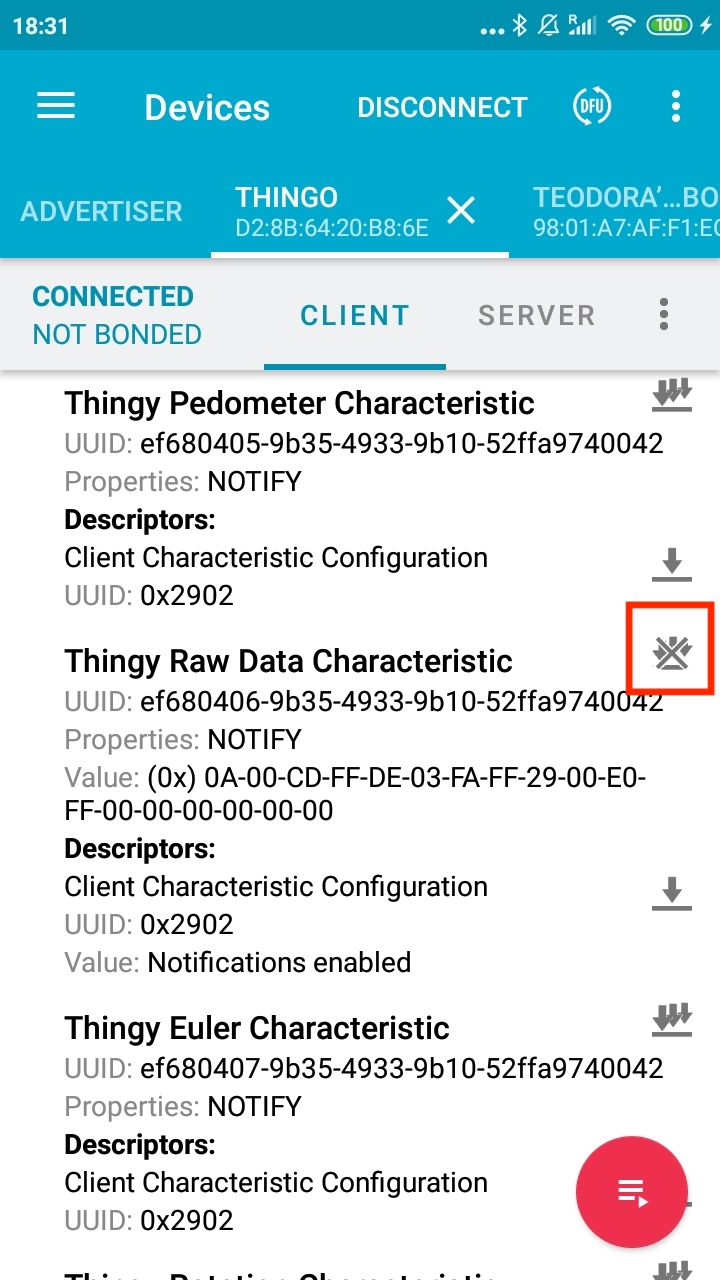 18:31
R
100
Devices
DISCONNECT
DFU
ADVERTISER
THINGO
D2:8B:64:20:B8:6E
TEODORA’...BO
98:01:A7:AF:F1:EC
CONNECTED
NOT BONDED
CLIENT
SERVER
Thingy Pedometer Characteristic
UUID: ef680405-9b35-4933-9b10-52ffa9740042
Properties: NOTIFY
Descriptors:
Client Characteristic Configuration
UUID: 0x2902
Thingy Raw Data Characteristic
UUID: ef680406-9b35-4933-9b10-52ffa9740042
Properties: NOTIFY
Value: (0x) 0A-00-CD-FF-DE-03-FA-FF-29-00-E0-
FF-00-00-00-00-00-00
Descriptors:
Client Characteristic Configuration
UUID: 0x2902
Value: Notifications enabled
Thingy Euler Characteristic
UUID: ef680407-9b35-4933-9b10-52ffa9740042
Properties: NOTIFY
Descriptors:
Client Characteristic Configuration
UUID: 0x2902
Thingy Rotation Characteristic